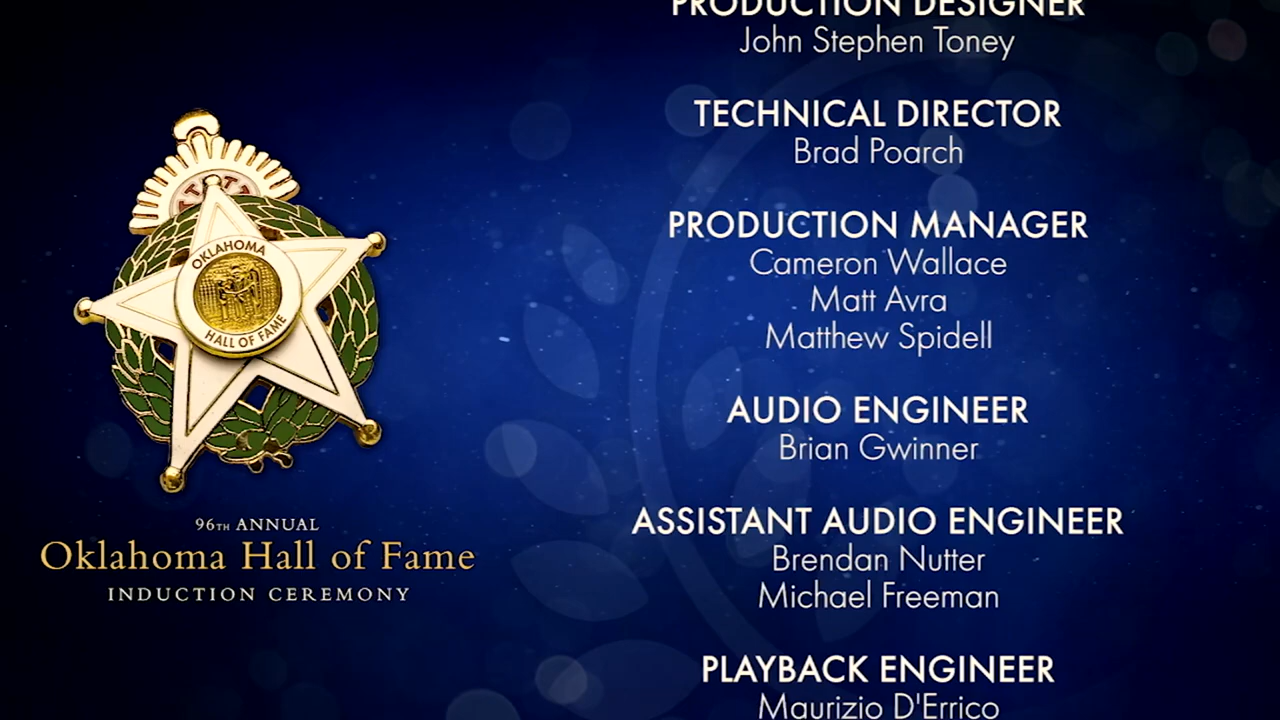 OKLAHOMA
HALL OF FAME
96TH ANNUAL
Oklahoma Hall of Fame
INDUCTION CEREMONY
PRODUCTION DESIGNER
John Stephen Toney
TECHNICAL DIRECTOR
Brad Poarch
PRODUCTION MANAGER
Cameron Wallace
Matt Avra
Matthew Spidell
AUDIO ENGINEER
Brian Gwinner
ASSISTANT AUDIO ENGINEER
Brendan Nutter
Michael Freeman
PLAYBACK ENGINEER
Maurizio D'Errico